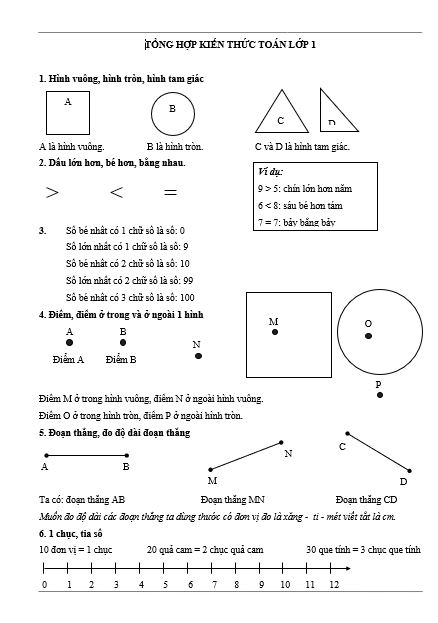 TỔNG HỢP KIẾN THỨC TOÁN LỚP 1
1. Hình vuông, hình tròn, hình tam giác
A
B
C
D
A là hình vuông. B là hình tròn. C và D là hình tam giác.
2. Dấu lớn hơn, bé hơn, bằng nhau.
> < =
Ví dụ:
9 > 5: chín lớn hơn năm
6 < 8: sáu bé hơn tám
7 = 7: bảy bằng bảy
3. Số bé nhất có 1 chữ số là số: 0
Số lớn nhất có 1 chữ số là số: 9
Số bé nhất có 2 chữ số là số: 10
Số lớn nhất có 2 chữ số là số: 99
Số bé nhất có 3 chữ số là số: 100
4. Điểm, điểm ở trong và ở ngoài 1 hình
A B N M O
Điểm A Điểm B
P
Điểm M ở trong hình vuông, điểm N ở ngoài hình vuông.
Điểm O ở trong hình tròn, điểm P ở ngoài hình tròn.
5. Đoạn thẳng, đo độ dài đoạn thẳng
A B M N C D
Ta có: đoạn thẳng AB Đoạn thẳng MN Đoạn thẳng CD
Muốn đo độ dài các đoạn thẳng ta dùng thước có đơn vị đo là xăng - ti - mét viết tắt là cm.
6. 1 chục, tia số
10 đơn vị = 1 chục 20 quả cam = 2 chục quả cam 30 que tính = 3 chục que tính
0 1 2 3 4 5 6 7 8 9 10 11 12